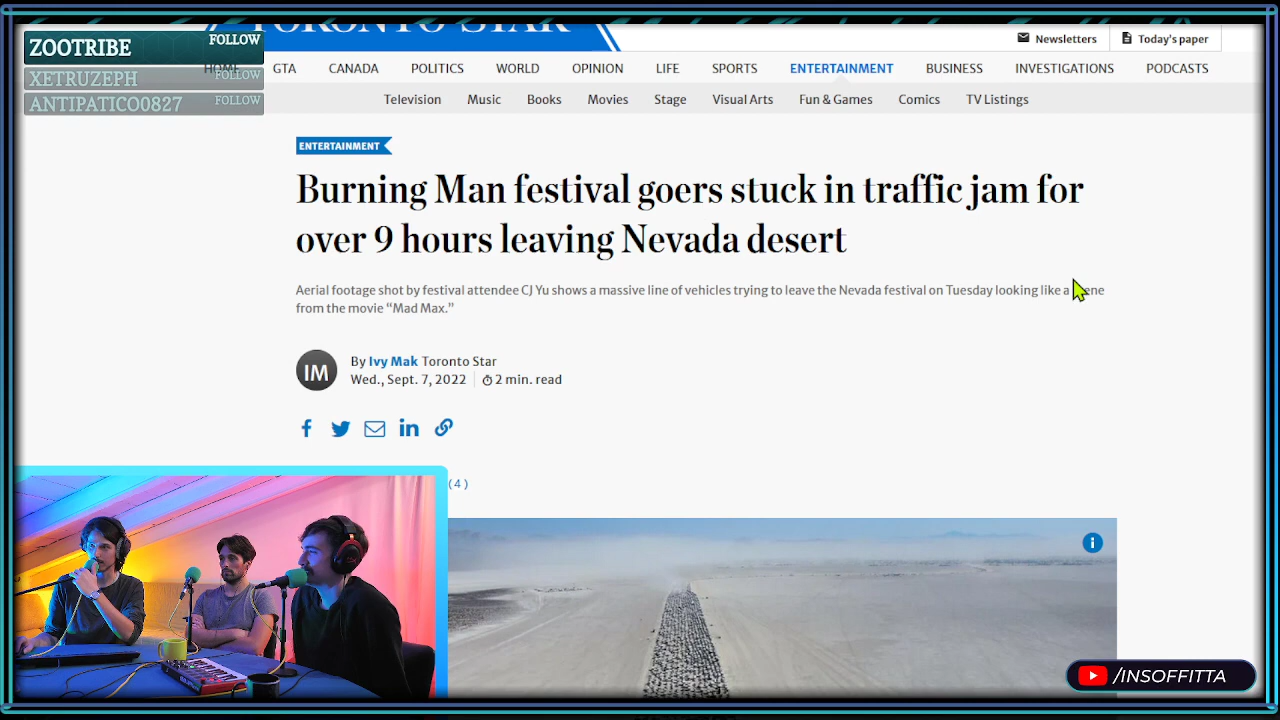 ZOOTRIBE FOLLOW
XETRUZEPH FOLLOW
ANTIPATICO0827 FOLLOW
TORONTO STAR
Newsletters Today's paper
HOME GTA CANADA POLITICS WORLD OPINION LIFE SPORTS ENTERTAINMENT BUSINESS INVESTIGATIONS PODCASTS
Television Music Books Movies Stage Visual Arts Fun & Games Comics TV Listings
ENTERTAINMENT
Burning Man festival goers stuck in traffic jam for
over 9 hours leaving Nevada desert
Aerial footage shot by festival attendee CJ Yu shows a massive line of vehicles trying to leave the Nevada festival on Tuesday looking like a scene
from the movie “Mad Max.”
IM
By Ivy Mak Toronto Star
Wed., Sept. 7, 2022 2 min. read
(4)
/INSOFFITTA